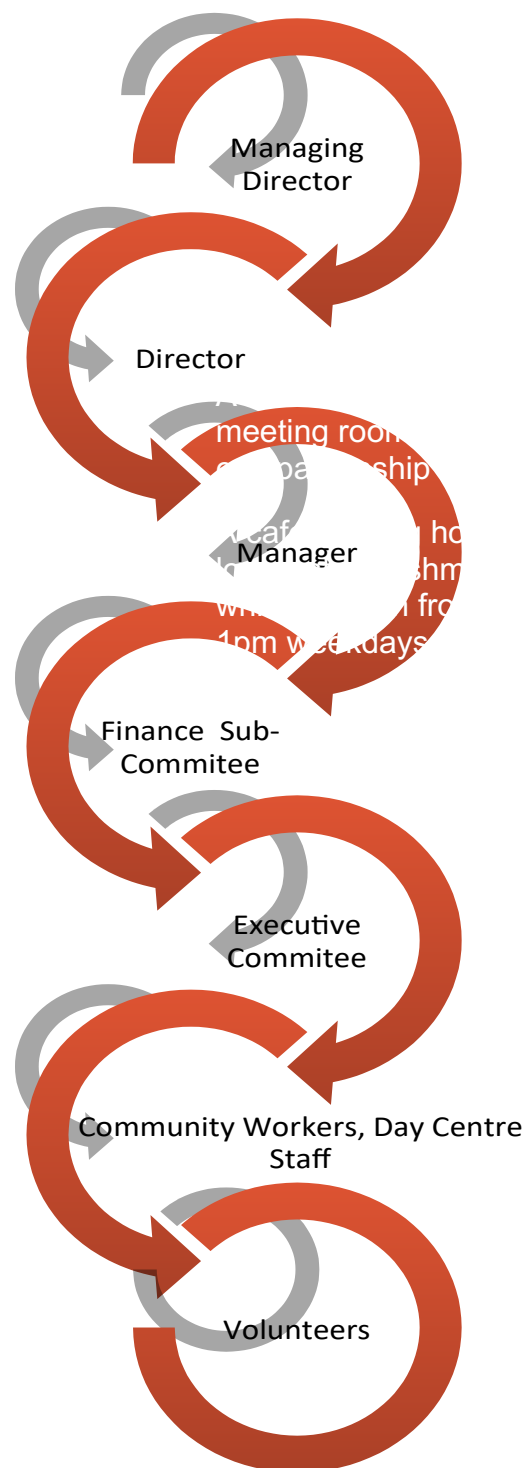 Managing
Director
Director
meeting room
Manager
1pm weekdays
Finance Sub-
Commitee
Executive
Commitee
Community Workers, Day Centre
Staff
Volunteers